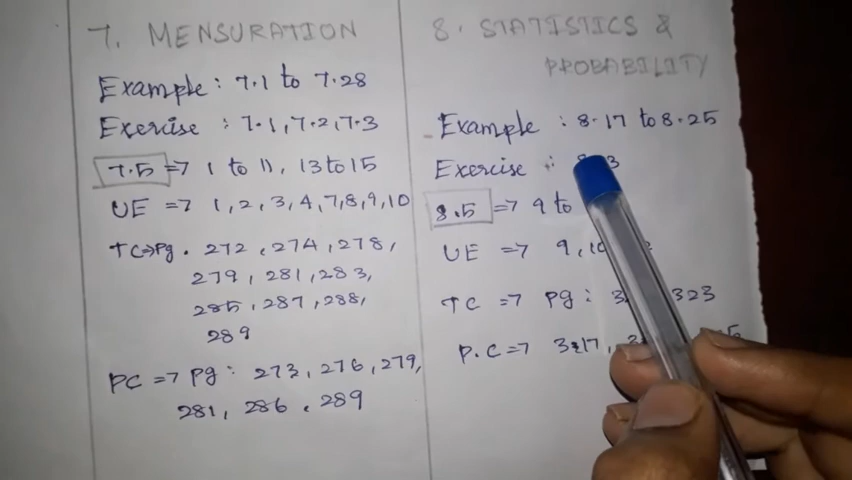 7. MENSURATION
Example : 7.1 to 7.28
Exercise : 7.1, 7.2, 7.3
7.5 => 1 to 11, 13 to 15
UE => 1, 2, 3, 4, 7, 8, 9, 10
TC => Pg . 272 , 274 , 278 ,
279 , 281 , 283 ,
285 , 287 , 288 ,
289
PC => Pg : 273 , 276 , 279 ,
281 , 286 , 289
8. STATISTICS &
PROBABILITY
Example : 8.17 to 8.25
Exercise :
8.5 => 9 to
UE => 9 ,
TC => Pg : 323
P.C => 317 ,